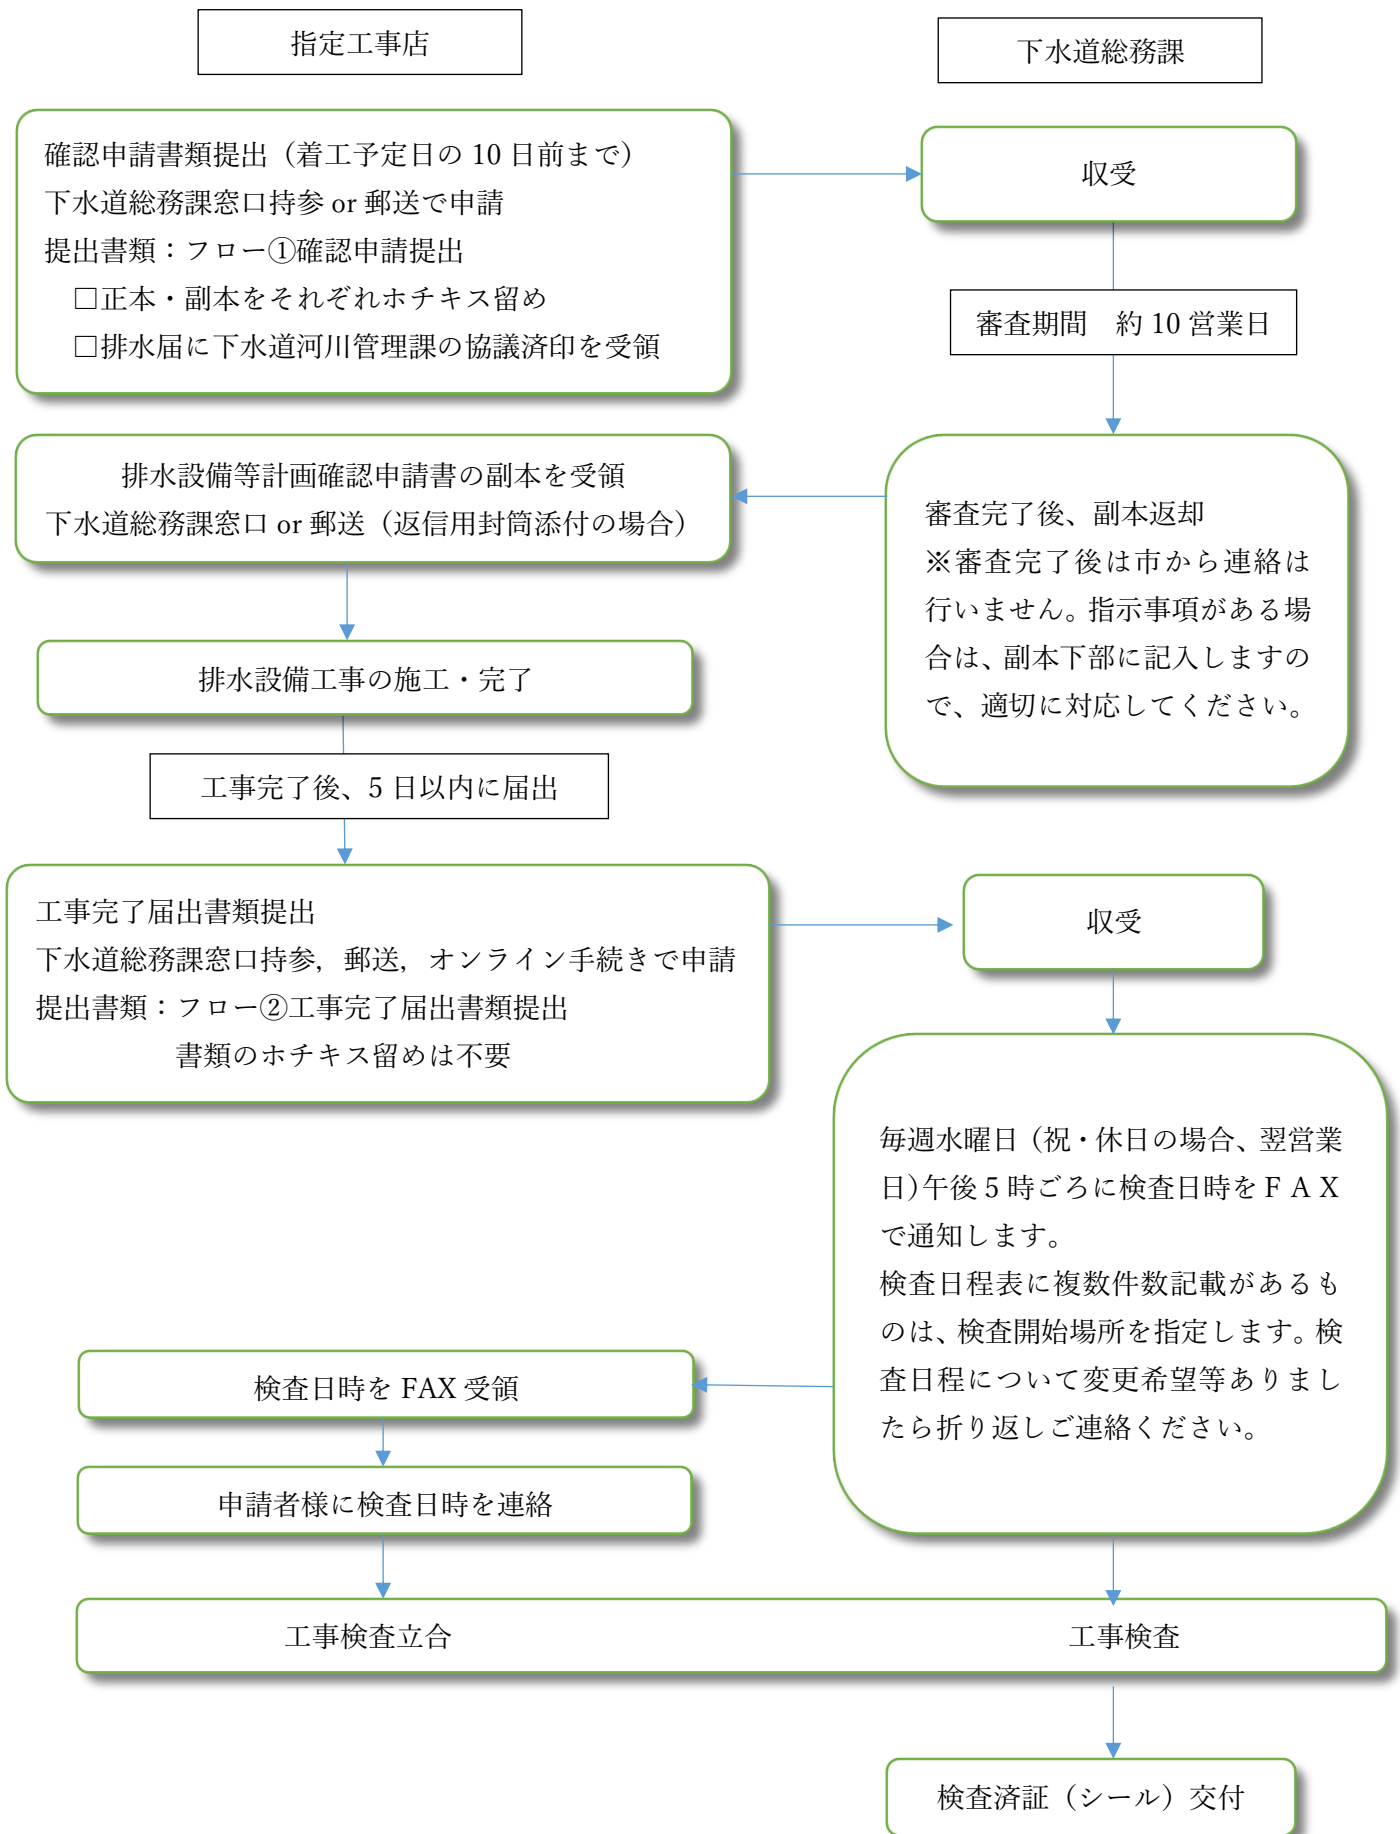 指定工事店
下水道総務課
確認申請書類提出（着工予定日の 10 日前まで）
下水道総務課窓口持参 or 郵送で申請
提出書類：フロー①確認申請提出
□正本・副本をそれぞれホチキス留め
□排水届に下水道河川管理課の協議済印を受領
収受
審査期間　約 10 営業日
排水設備等計画確認申請書の副本を受領
下水道総務課窓口 or 郵送（返信用封筒添付の場合）
審査完了後、副本返却
※審査完了後は市から連絡は
行いません。指示事項がある場
合は、副本下部に記入しますの
で、適切に対応してください。
排水設備工事の施工・完了
工事完了後、5 日以内に届出
工事完了届出書類提出
下水道総務課窓口持参，郵送，オンライン手続きで申請
提出書類：フロー②工事完了届出書類提出
書類のホチキス留めは不要
収受
毎週水曜日（祝・休日の場合、翌営業
日）午後 5 時ごろに検査日時をＦＡＸ
で通知します。
検査日程表に複数件数記載があるも
のは、検査開始場所を指定します。検
査日程について変更希望等ありまし
たら折り返しご連絡ください。
検査日時を FAX 受領
申請者様に検査日時を連絡
工事検査立合
工事検査
検査済証（シール）交付